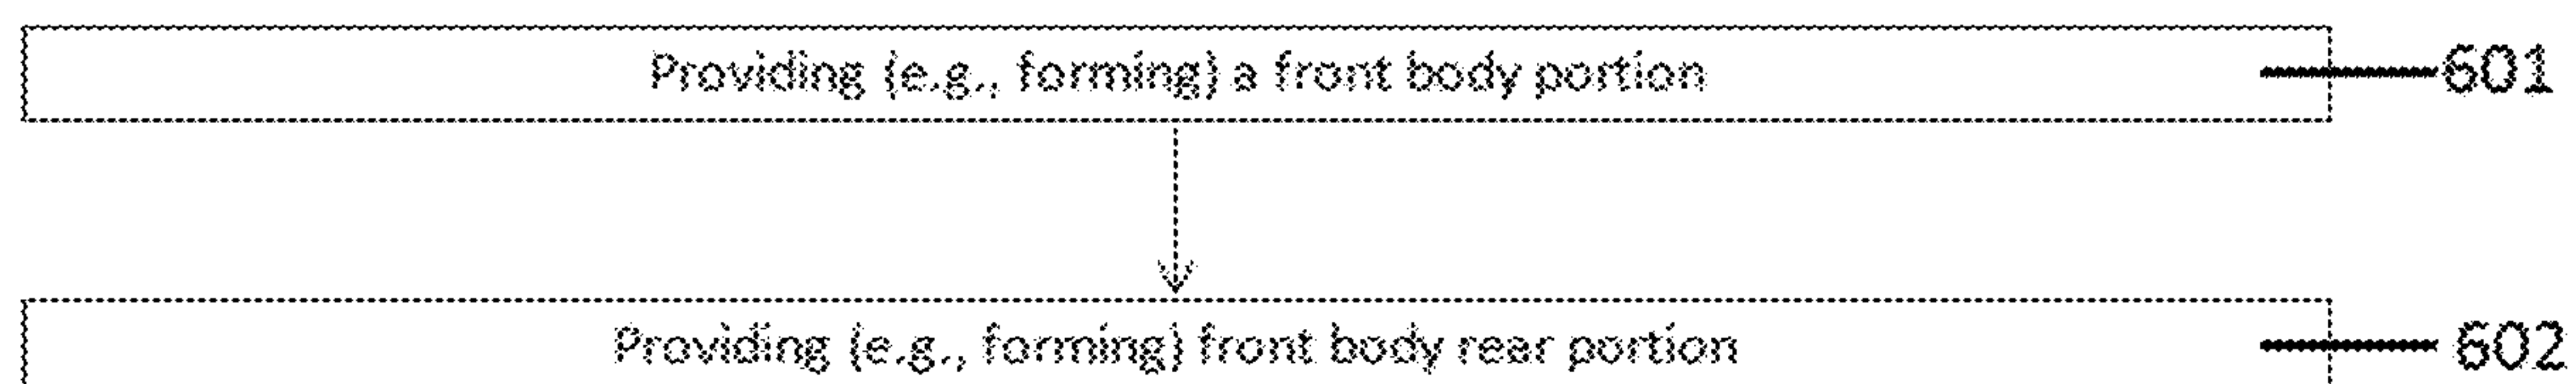 Providing (e.g., forming) a front body portion 601
Providing (e.g., forming) front body rear portion 602